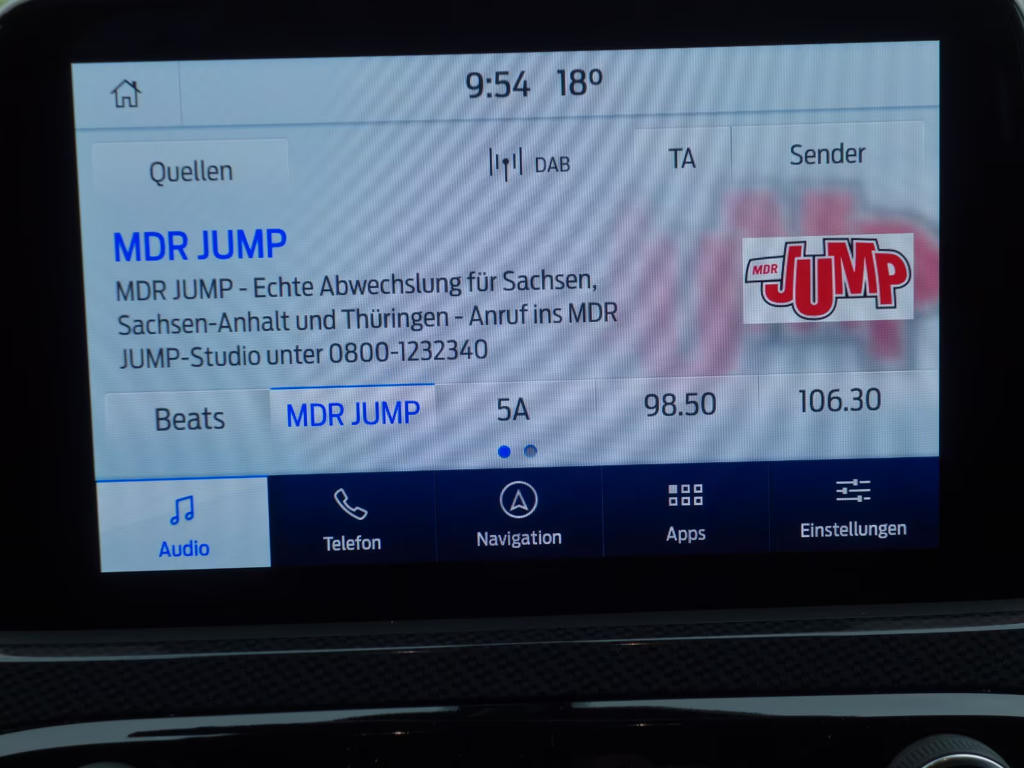 9:54 18°
Quellen
DAB
TA
Sender
MDR JUMP
MDR JUMP - Echte Abwechslung für Sachsen,
Sachsen-Anhalt und Thüringen - Anruf ins MDR
JUMP-Studio unter 0800-1232340
MDR JUMP
Beats
MDR JUMP
5A
98.50
106.30
Audio
Telefon
Navigation
Apps
Einstellungen